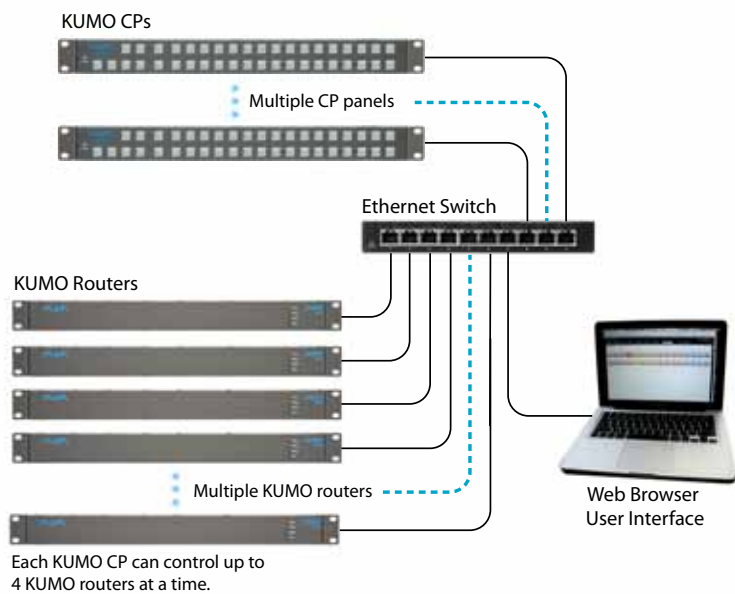 KUMO CPs
Multiple CP panels
Ethernet Switch
KUMO Routers
Multiple KUMO routers
Web Browser
User Interface
Each KUMO CP can control up to
4 KUMO routers at a time.